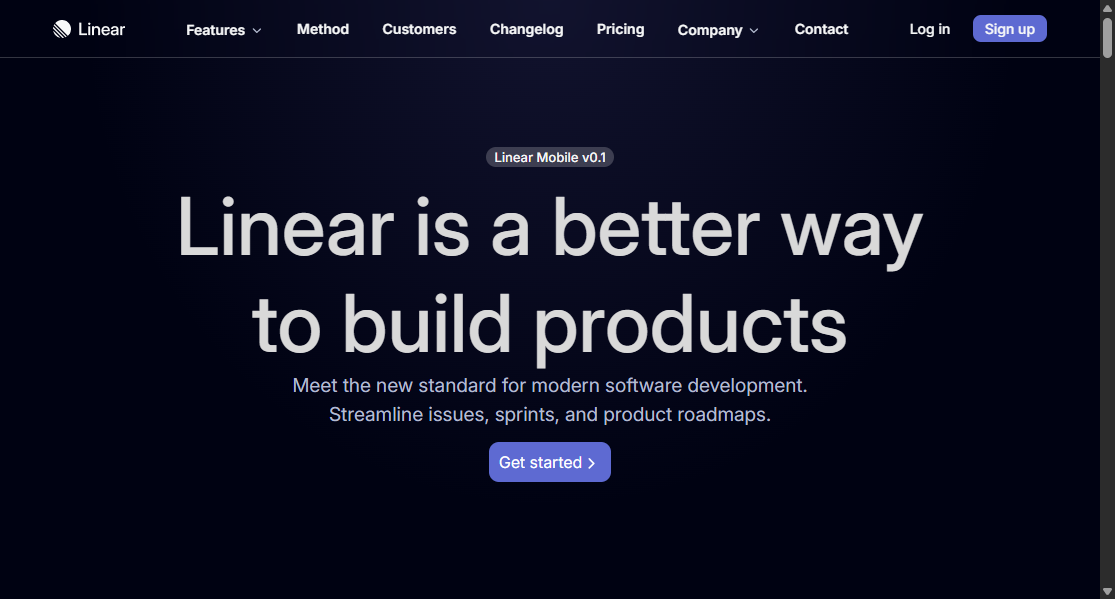 Linear Features Method Customers Changelog Pricing Company Contact Log in Sign up
Linear Mobile v0.1
Linear is a better way
to build products
Meet the new standard for modern software development.
Streamline issues, sprints, and product roadmaps.
Get started